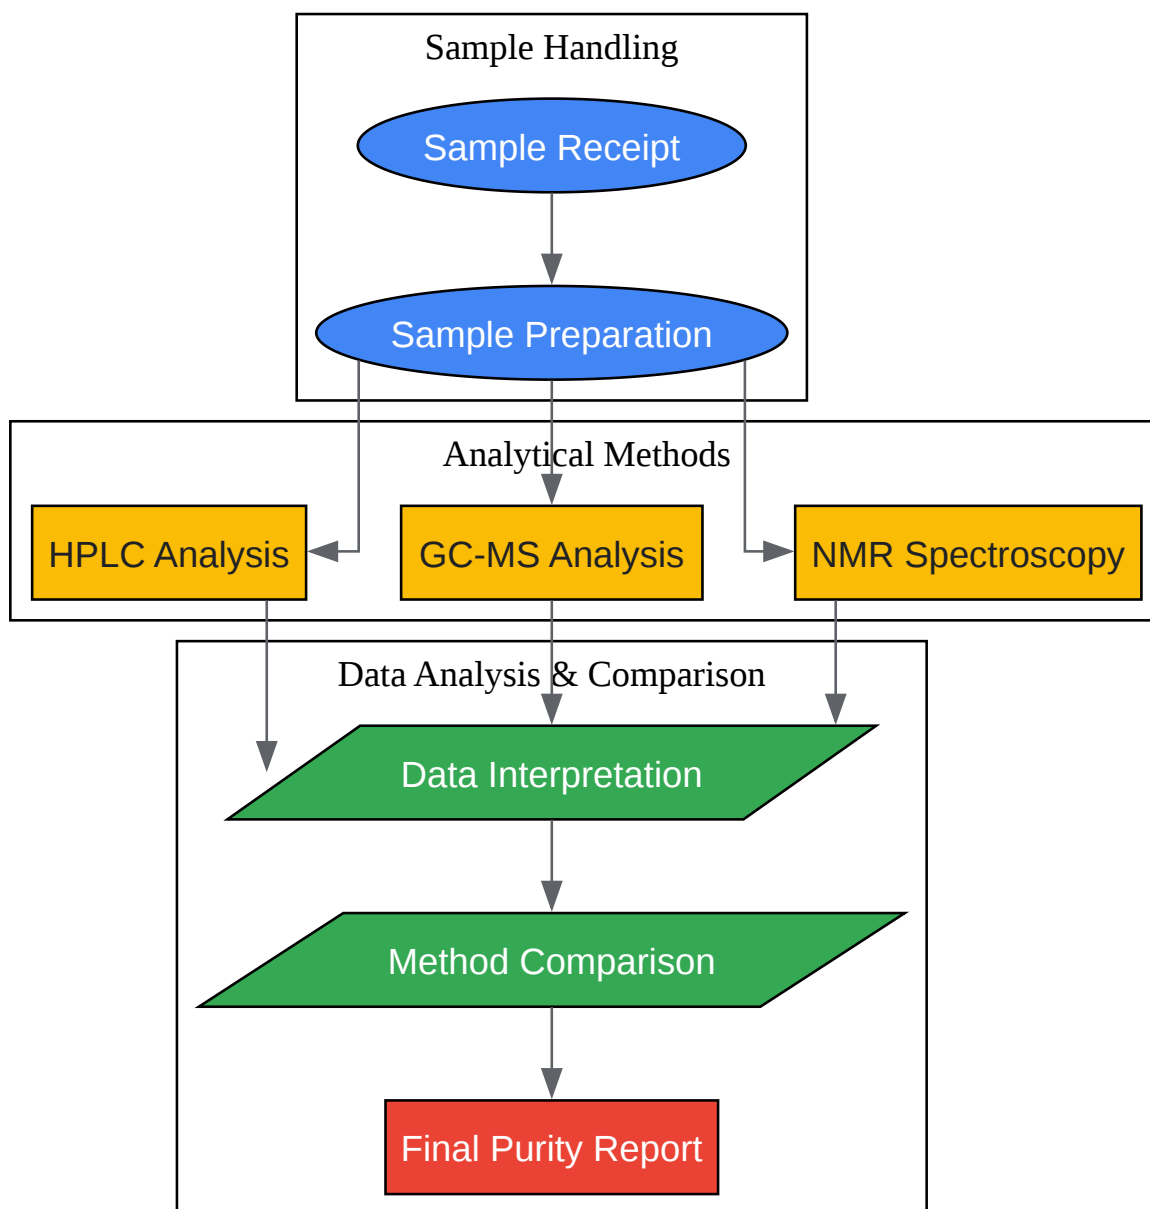 Sample Handling
Sample Receipt
Sample Preparation
Analytical Methods
HPLC Analysis
GC-MS Analysis
NMR Spectroscopy
Data Analysis & Comparison
Data Interpretation
Method Comparison
Final Purity Report